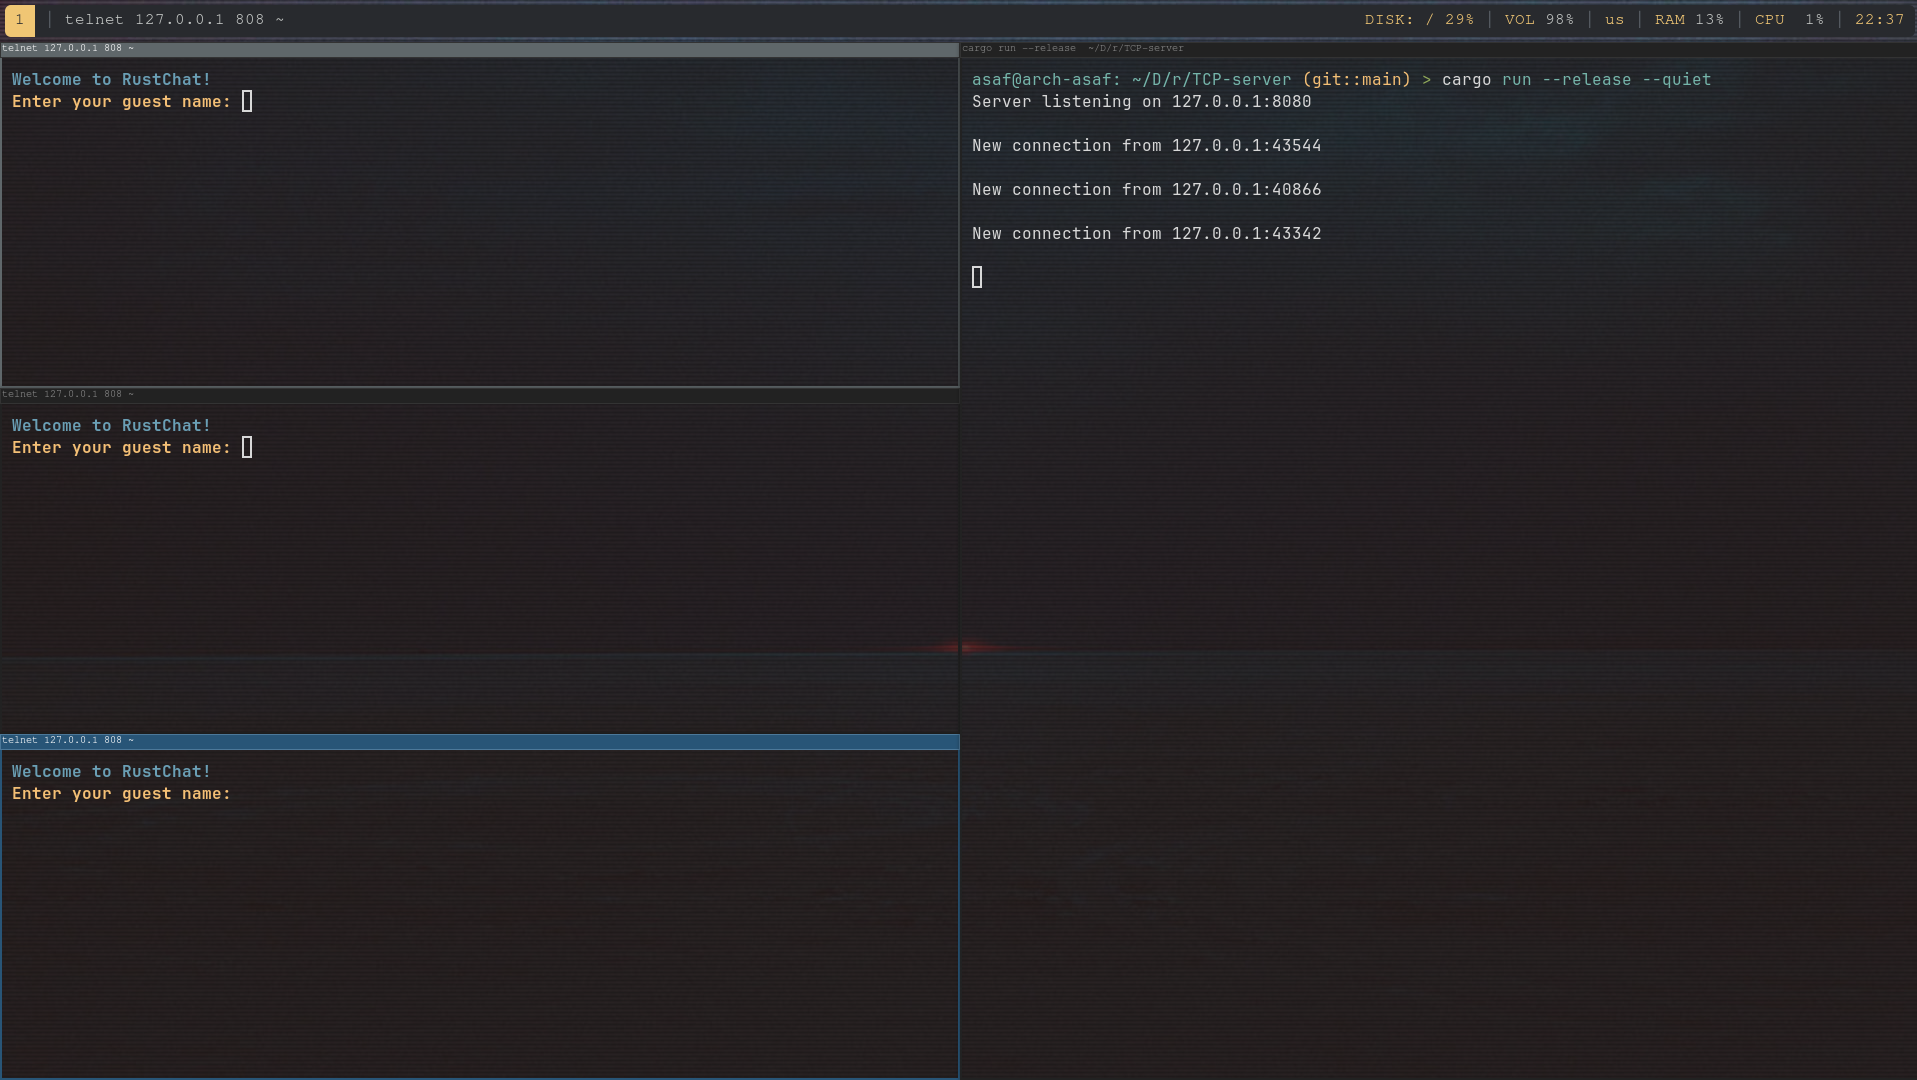 1 | telnet 127.0.0.1 808 ~
DISK: / 29% | VOL 98% | us | RAM 13% | CPU 1% | 22:37
telnet 127.0.0.1 808 ~
Welcome to RustChat!
Enter your guest name:
telnet 127.0.0.1 808 ~
Welcome to RustChat!
Enter your guest name:
telnet 127.0.0.1 808 ~
Welcome to RustChat!
Enter your guest name:
cargo run --release ~/D/r/TCP-server
asaf@arch-asaf: ~/D/r/TCP-server (git::main) > cargo run --release --quiet
Server listening on 127.0.0.1:8080
New connection from 127.0.0.1:43544
New connection from 127.0.0.1:40866
New connection from 127.0.0.1:43342